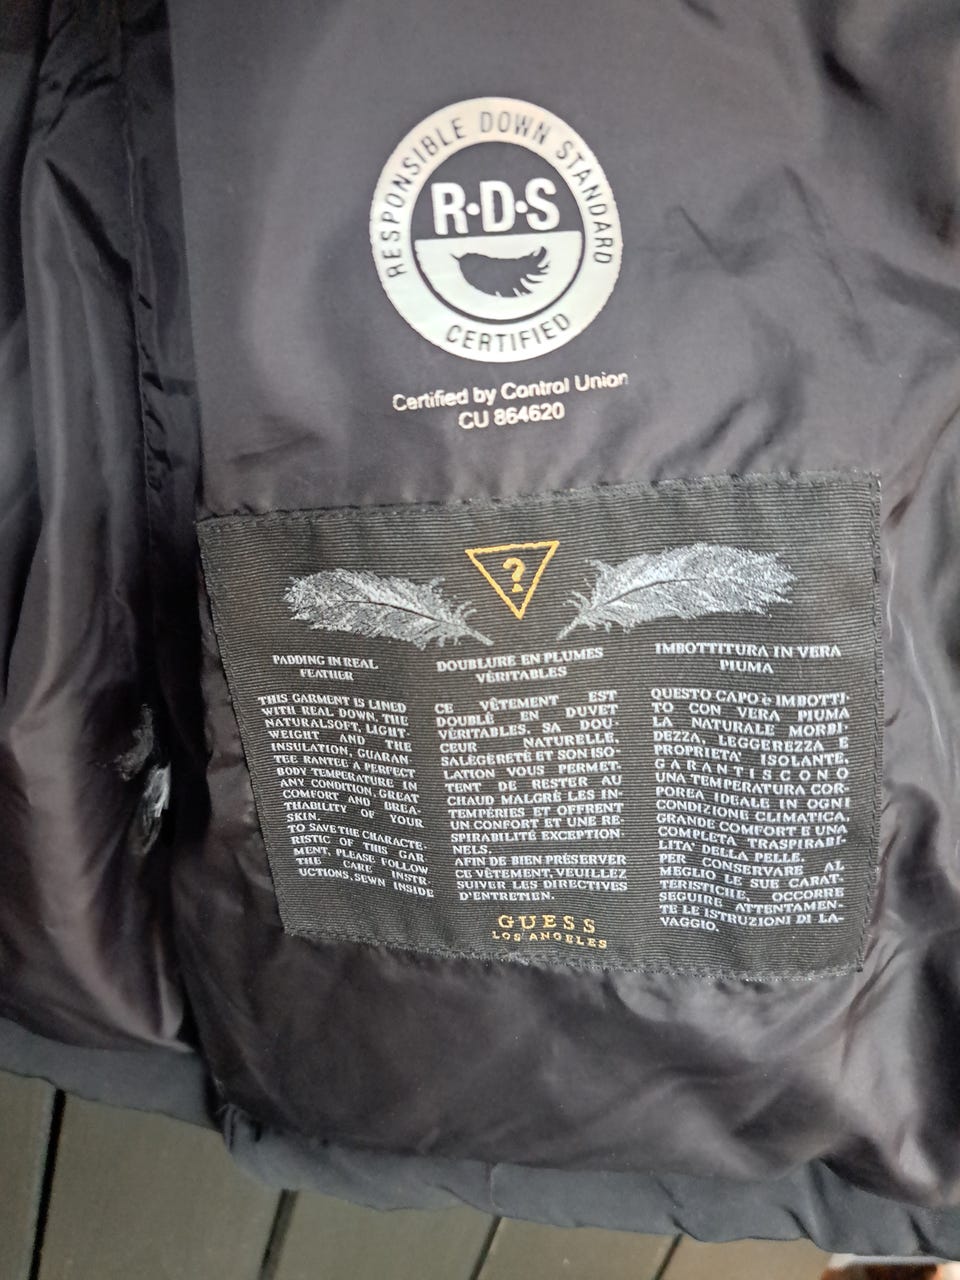 RESPONSIBLE DOWN STANDARD
R·D·S
CERTIFIED
Certified by Control Union
CU 864620
?
PADDING IN REAL
FEATHER
THIS GARMENT IS LINED
WITH REAL DOWN, THE
NATURALSOFT, LIGHT-
WEIGHT AND THE
INSULATION, GUARAN
TEE RANTEE A PERFECT
BODY TEMPERATURE IN
ANY CONDITION, GREAT
COMFORT AND BREA-
THABILITY OF YOUR
SKIN.
TO SAVE THE CHARACTE-
RISTIC OF THIS GAR
MENT, PLEASE FOLLOW
THE CARE INSTR-
UCTIONS, SEWN INSIDE
DOUBLURE EN PLUMES
VÉRITABLES
CE VÊTEMENT EST
DOUBLÉ EN DUVET
VÉRITABLES. SA DOU-
CEUR NATURELLE,
SALÉGÈRETÉ ET SON ISO-
LATION VOUS PERMET-
TENT DE RESTER AU
CHAUD MALGRÉ LES IN-
TEMPÉRIES ET OFFRENT
UN CONFORT ET UNE RE-
SPIRABILITÉ EXCEPTION
NELS.
AFIN DE BIEN PRÉSERVER
CE VÊTEMENT, VEUILLEZ
SUIVER LES DIRECTIVES
D'ENTRETIEN.
IMBOTTITURA IN VERA
PIUMA
QUESTO CAPO è IMBOTTI-
TO CON VERA PIUMA
LA NATURALE MORBI-
DEZZA, LEGGEREZZA E
PROPRIETA' ISOLANTE,
GARANTISCONO
UNA TEMPERATURA COR-
POREA IDEALE IN OGNI
CONDIZIONE CLIMATICA,
GRANDE COMFORT E UNA
COMPLETA TRASPIRABI-
LITA' DELLA PELLE.
PER CONSERVARE AL
MEGLIO LE SUE CARAT-
TERISTICHE, OCCORRE
SEGUIRE ATTENTAMEN-
TE LE ISTRUZIONI DI LA-
VAGGIO.
GUESS
LOS ANGELES